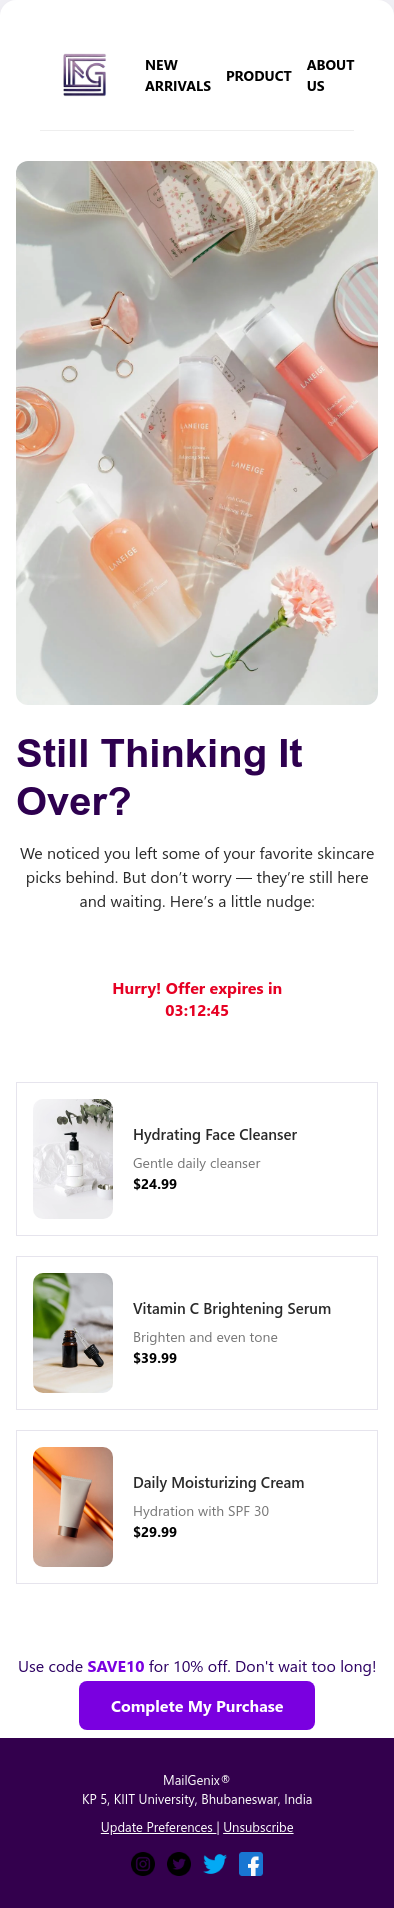 NEW
ARRIVALS
PRODUCT
ABOUT
US
LANEIGE
LANEIGE
LANEIGE
LANEIGE
Still Thinking It
Over?
We noticed you left some of your favorite skincare
picks behind. But don’t worry — they’re still here
and waiting. Here’s a little nudge:
Hurry! Offer expires in
03:12:45
Hydrating Face Cleanser
Gentle daily cleanser
$24.99
Vitamin C Brightening Serum
Brighten and even tone
$39.99
Daily Moisturizing Cream
Hydration with SPF 30
$29.99
Use code SAVE10 for 10% off. Don't wait too long!
Complete My Purchase
MailGenix®
KP 5, KIIT University, Bhubaneswar, India
Update Preferences | Unsubscribe